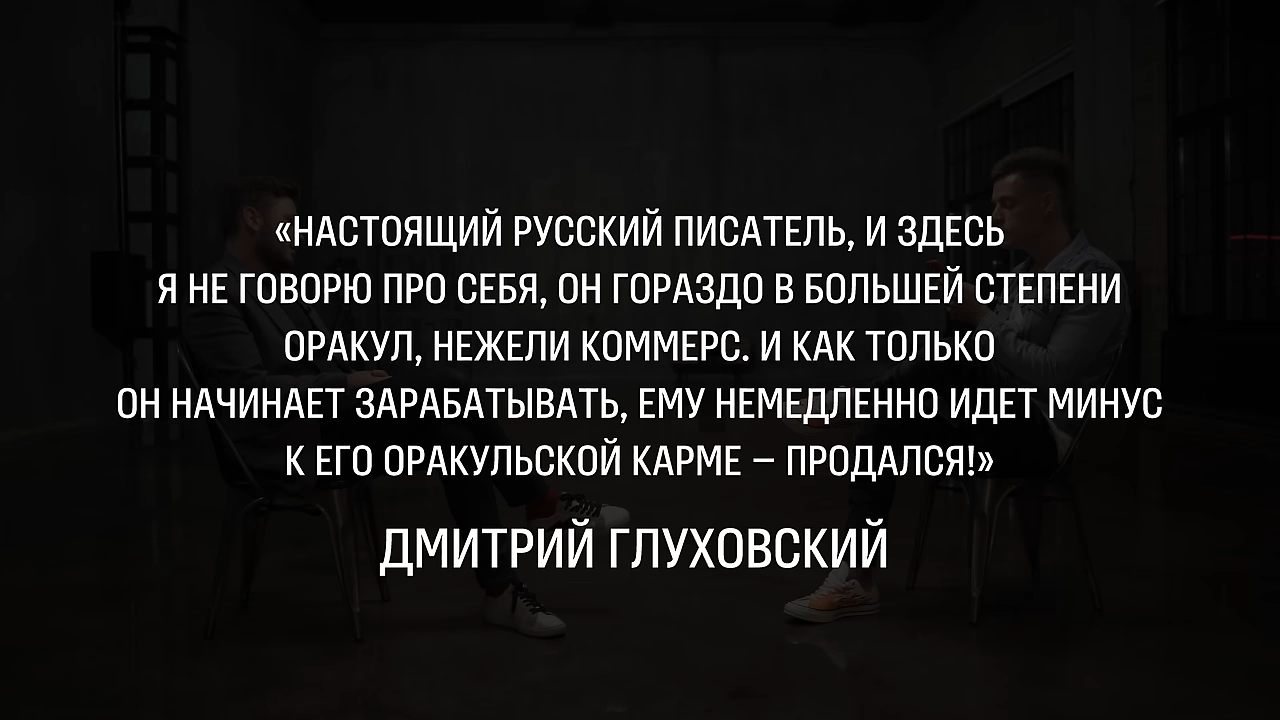 «НАСТОЯЩИЙ РУССКИЙ ПИСАТЕЛЬ, И ЗДЕСЬ
Я НЕ ГОВОРЮ ПРО СЕБЯ, ОН ГОРАЗДО В БОЛЬШЕЙ СТЕПЕНИ
ОРАКУЛ, НЕЖЕЛИ КОММЕРС. И КАК ТОЛЬКО
ОН НАЧИНАЕТ ЗАРАБАТЫВАТЬ, ЕМУ НЕМЕДЛЕННО ИДЕТ МИНУС
К ЕГО ОРАКУЛЬСКОЙ КАРМЕ – ПРОДАЛСЯ!»
ДМИТРИЙ ГЛУХОВСКИЙ